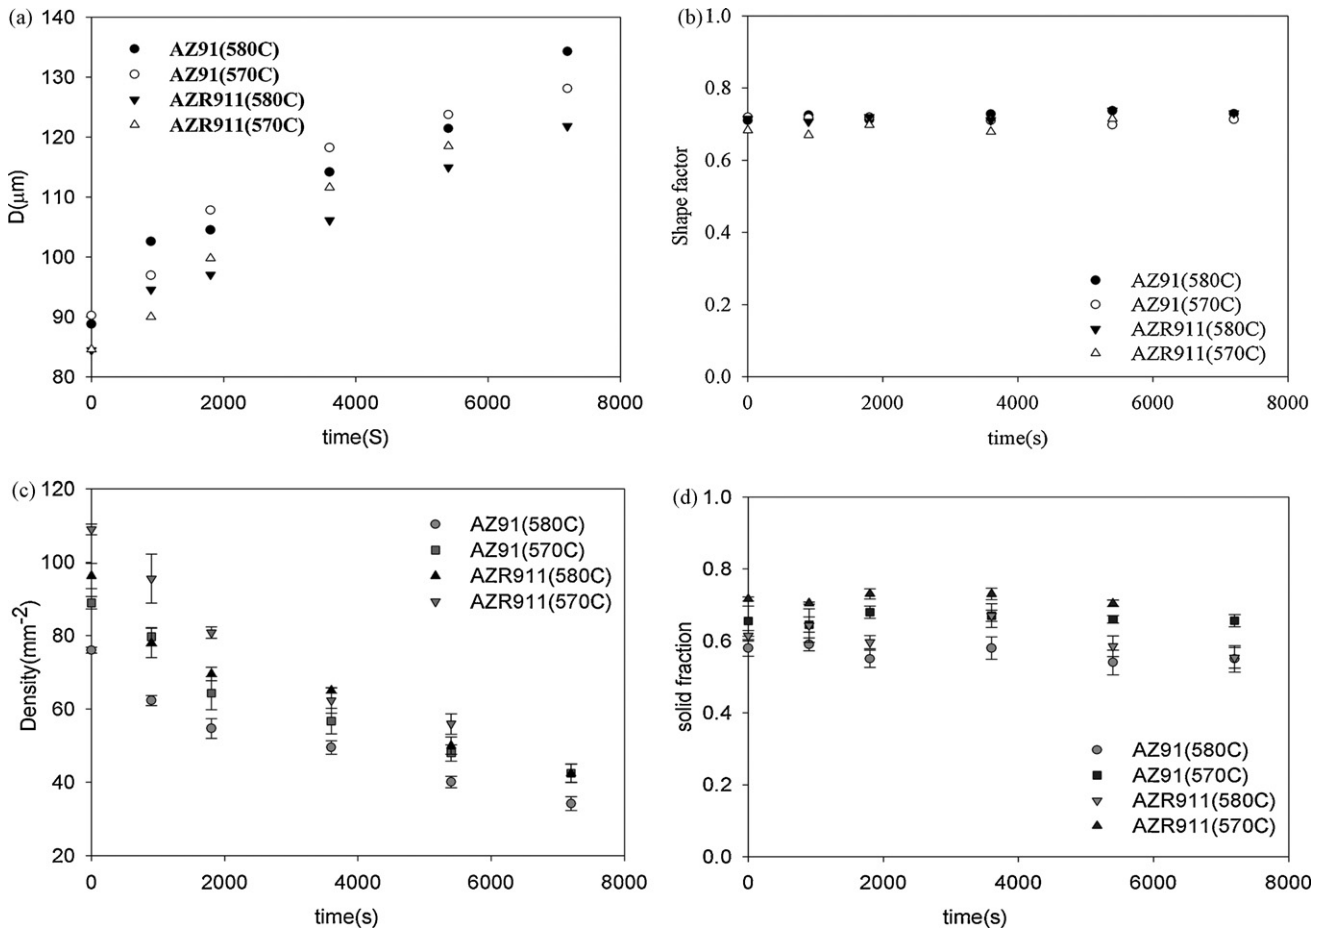 (a)
140
130
120
110
100
90
80
D(μm)
AZ91(580C)
AZ91(570C)
AZR911(580C)
AZR911(570C)
0 2000 4000 6000 8000
time(S)
(b)
1.0
0.8
0.6
0.4
0.2
0.0
Shape factor
AZ91(580C)
AZ91(570C)
AZR911(580C)
AZR911(570C)
0 2000 4000 6000 8000
time(s)
(c)
120
100
80
60
40
20
Density(mm⁻²)
AZ91(580C)
AZ91(570C)
AZR911(580C)
AZR911(570C)
0 2000 4000 6000 8000
time(s)
(d)
1.0
0.8
0.6
0.4
0.2
0.0
solid fraction
AZ91(580C)
AZ91(570C)
AZR911(580C)
AZR911(570C)
0 2000 4000 6000 8000
time(s)